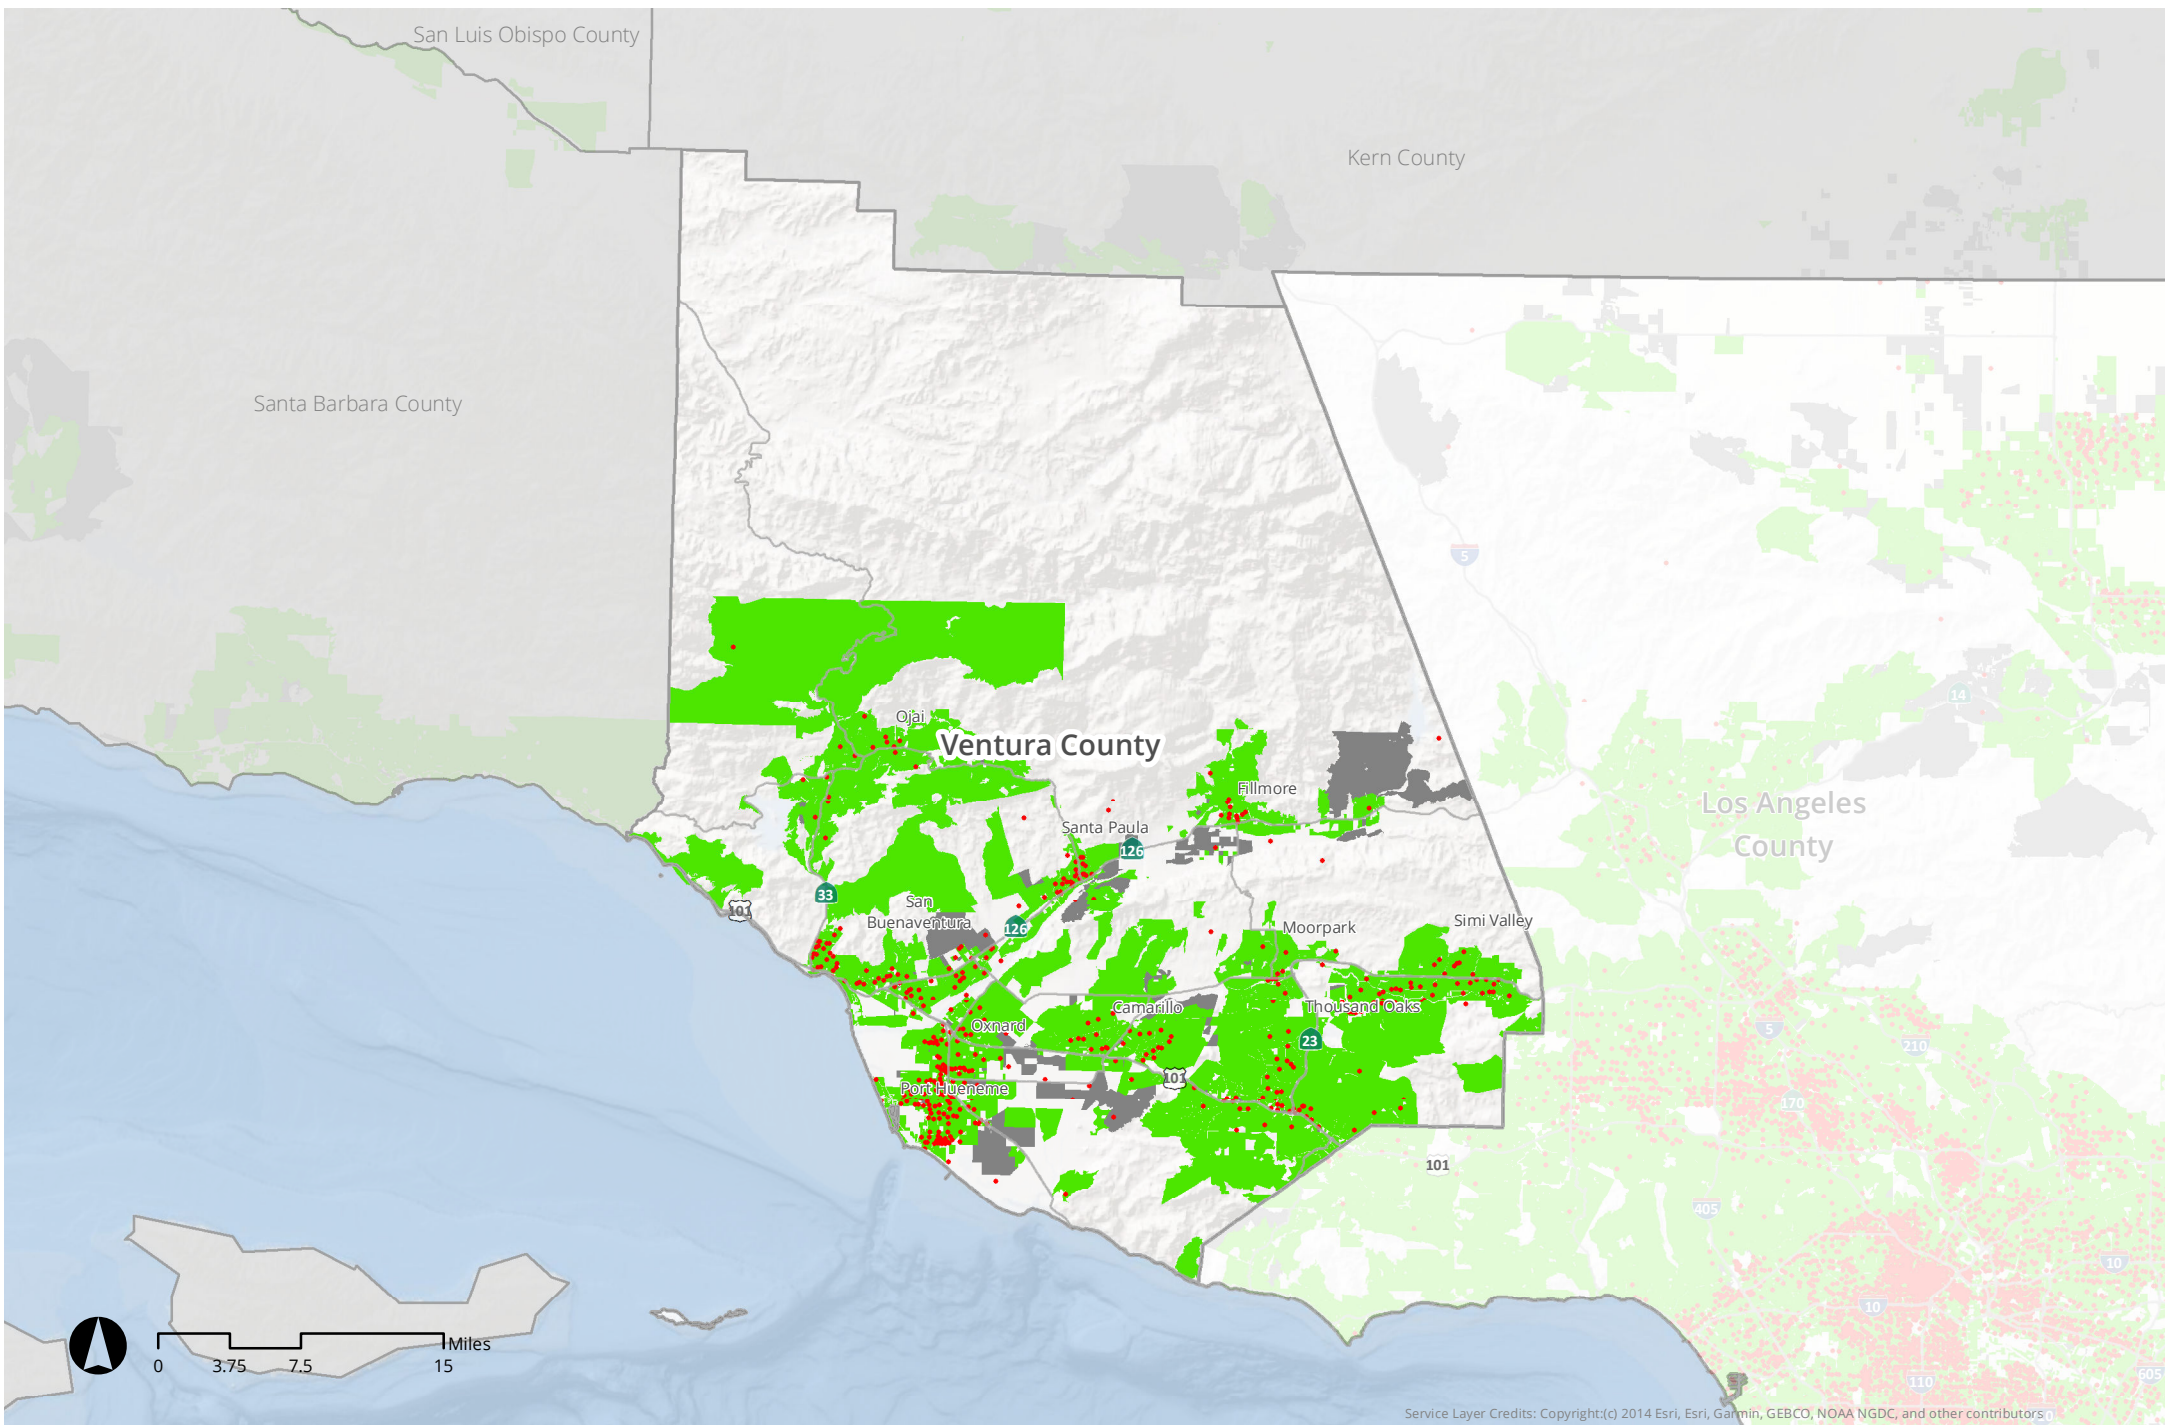 San Luis Obispo County
Kern County
Santa Barbara County
5
14
Ojai
Ventura County
Fillmore
Los Angeles
County
Santa Paula
126
33
101
San
Buenaventura
126
Moorpark
Simi Valley
Camarillo
Thousand Oaks
Oxnard
23
5
210
101
Port Hueneme
170
101
405
10
10
Miles
0
3.75
7.5
15
110
605
Service Layer Credits: Copyright:(c) 2014 Esri, Esri, Garmin, GEBCO, NOAA NGDC, and other contributors